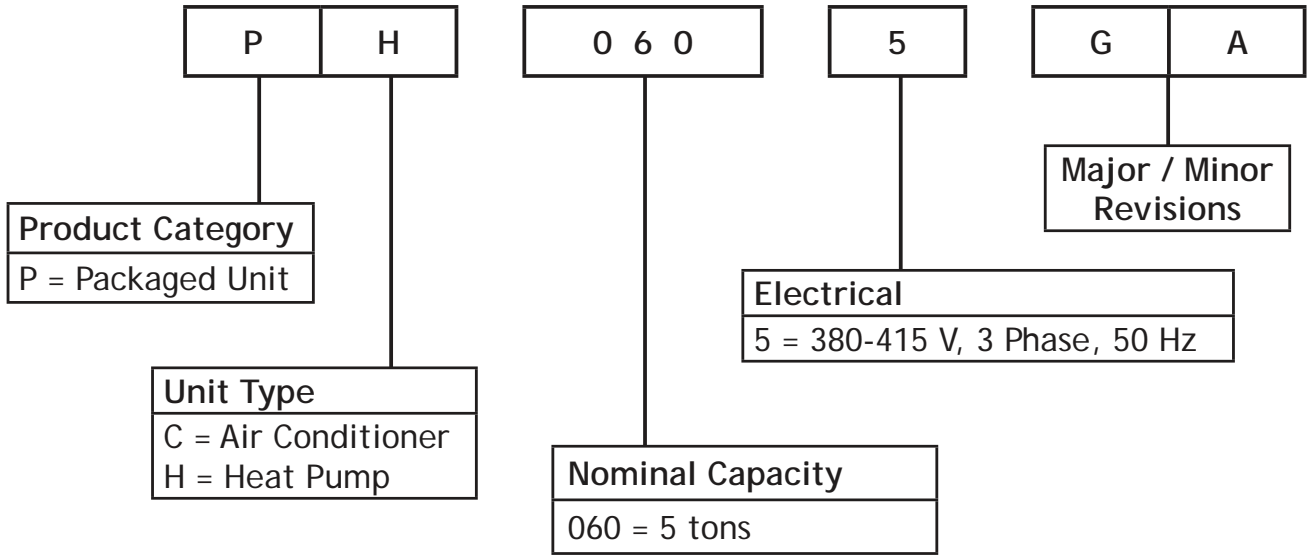 P H 0 6 0 5 G A
Major / Minor
Revisions
Product Category
P = Packaged Unit
Electrical
5 = 380-415 V, 3 Phase, 50 Hz
Unit Type
C = Air Conditioner
H = Heat Pump
Nominal Capacity
060 = 5 tons